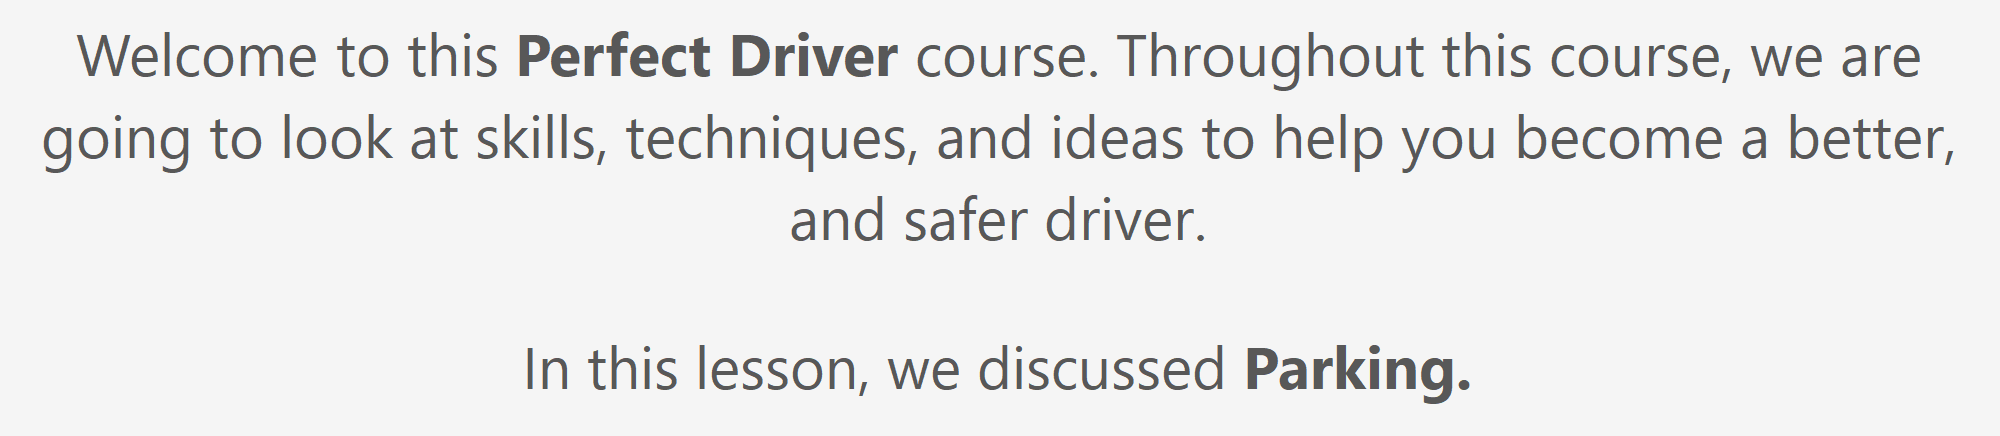 Welcome to this Perfect Driver course. Throughout this course, we are
going to look at skills, techniques, and ideas to help you become a better,
and safer driver.
In this lesson, we discussed Parking.